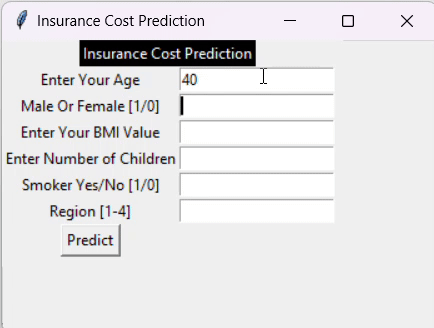 Insurance Cost Prediction
Insurance Cost Prediction
Enter Your Age 40
Male Or Female [1/0]
Enter Your BMI Value
Enter Number of Children
Smoker Yes/No [1/0]
Region [1-4]
Predict